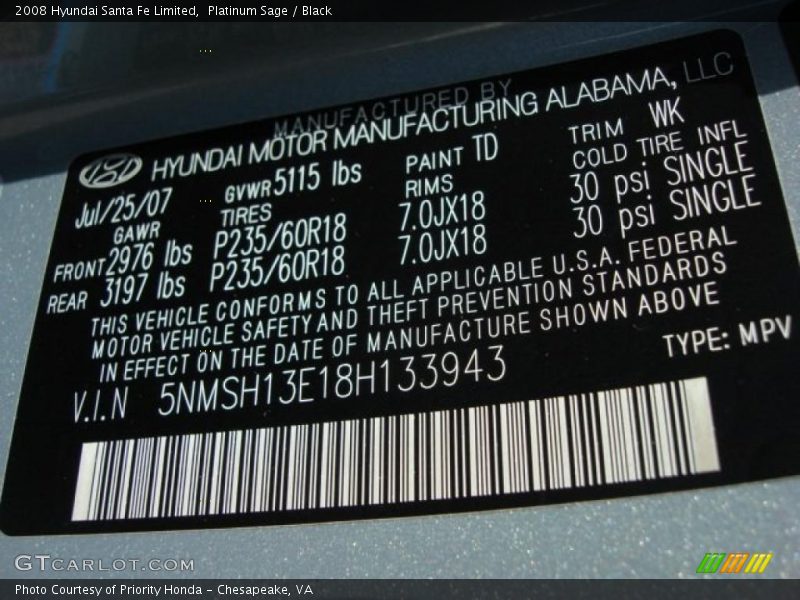 2008 Hyundai Santa Fe Limited,  Platinum Sage / Black
MANUFACTURED BY
HYUNDAI MOTOR MANUFACTURING ALABAMA, LLC
Jul/25/07 GVWR 5115 lbs PAINT TD TRIM WK
GAWR TIRES RIMS COLD TIRE INFL
FRONT 2976 lbs P235/60R18 7.0JX18 30 psi SINGLE
REAR 3197 lbs P235/60R18 7.0JX18 30 psi SINGLE
THIS VEHICLE CONFORMS TO ALL APPLICABLE U.S.A. FEDERAL
MOTOR VEHICLE SAFETY AND THEFT PREVENTION STANDARDS
IN EFFECT ON THE DATE OF MANUFACTURE SHOWN ABOVE
V.I.N 5NMSH13E18H133943 TYPE: MPV
GTCARLOT.COM
Photo Courtesy of Priority Honda - Chesapeake, VA